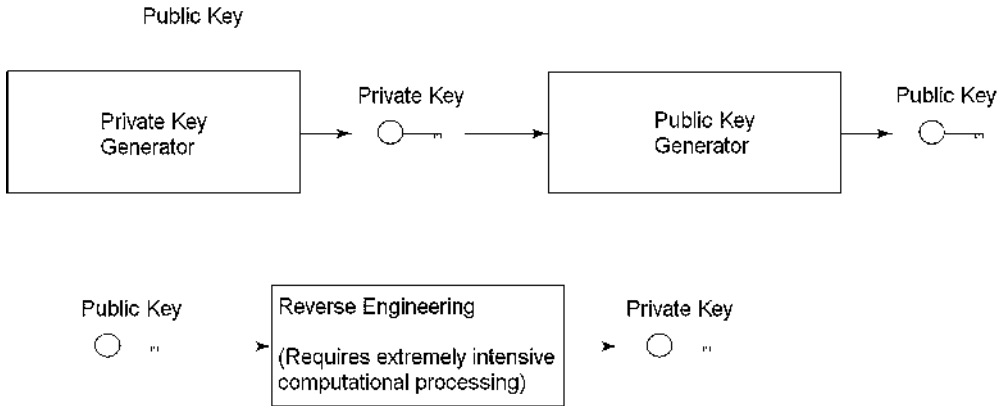 Public Key
Private Key
Generator
Private Key
Public Key
Generator
Public Key
Public Key
Reverse Engineering
(Requires extremely intensive
computational processing)
Private Key